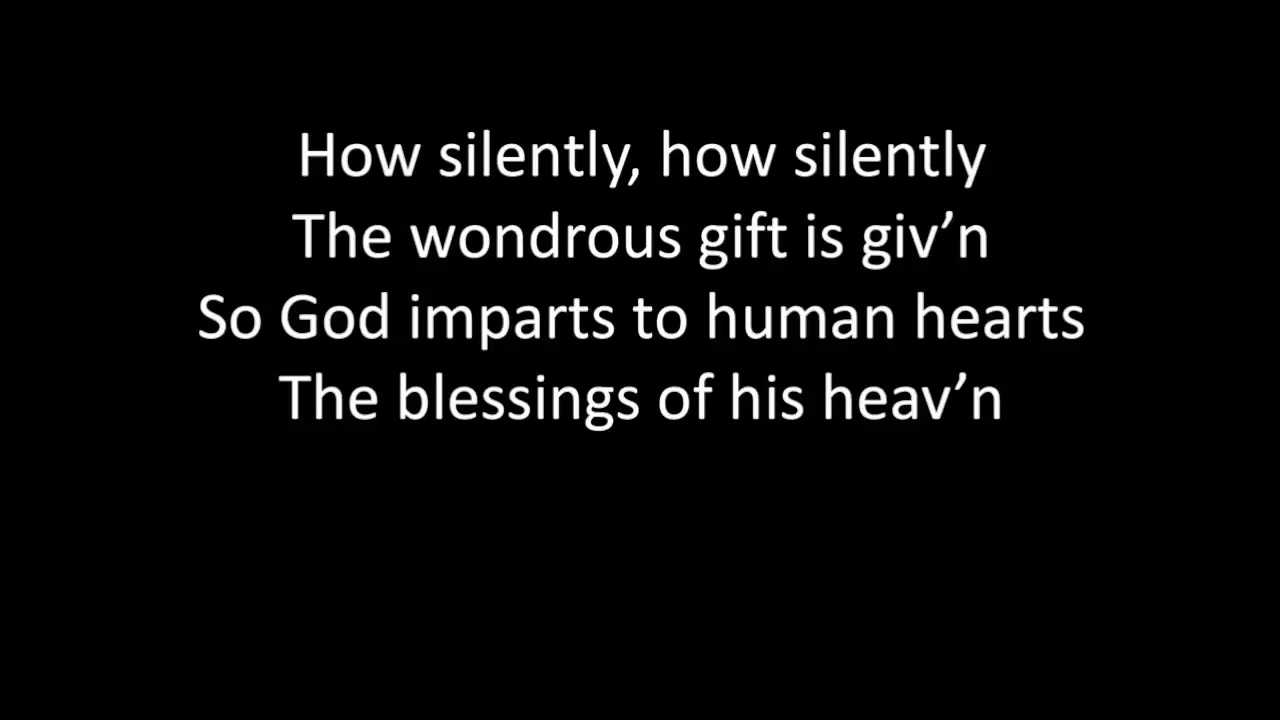 How silently, how silently
The wondrous gift is giv’n
So God imparts to human hearts
The blessings of his heav’n